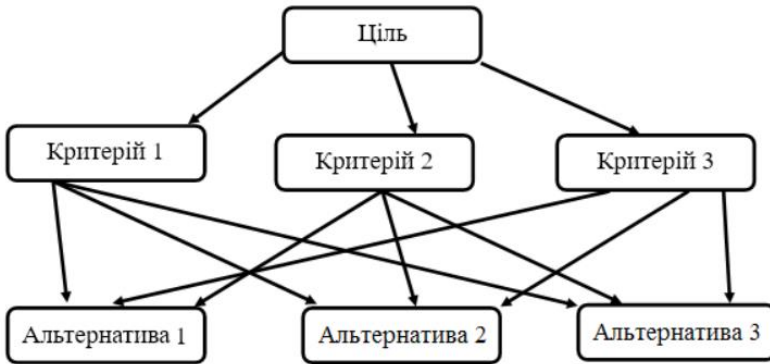 Ціль
Критерій 1
Критерій 2
Критерій 3
Альтернатива 1
Альтернатива 2
Альтернатива 3